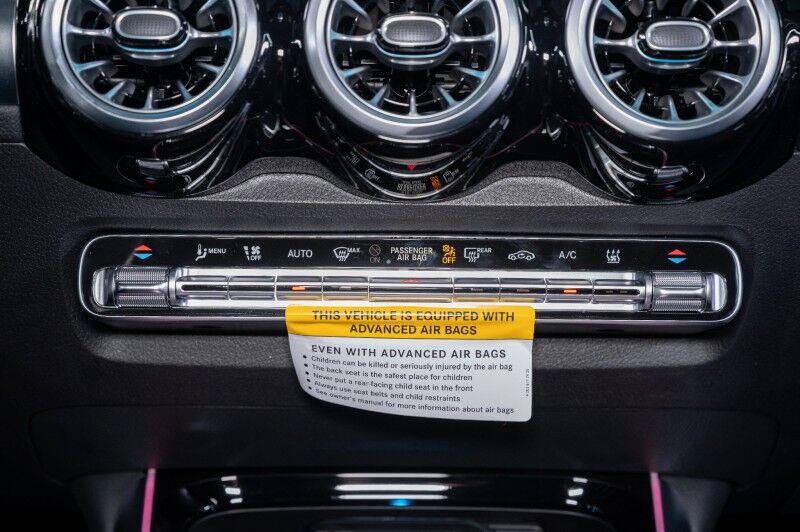 MENU
OFF
AUTO
MAX
ON
PASSENGER
AIR BAG
OFF
REAR
A/C
THIS VEHICLE IS EQUIPPED WITH
ADVANCED AIR BAGS
EVEN WITH ADVANCED AIR BAGS
• Children can be killed or seriously injured by the air bag
• The back seat is the safest place for children
• Never put a rear-facing child seat in the front
• Always use seat belts and child restraints
• See owner's manual for more information about air bags